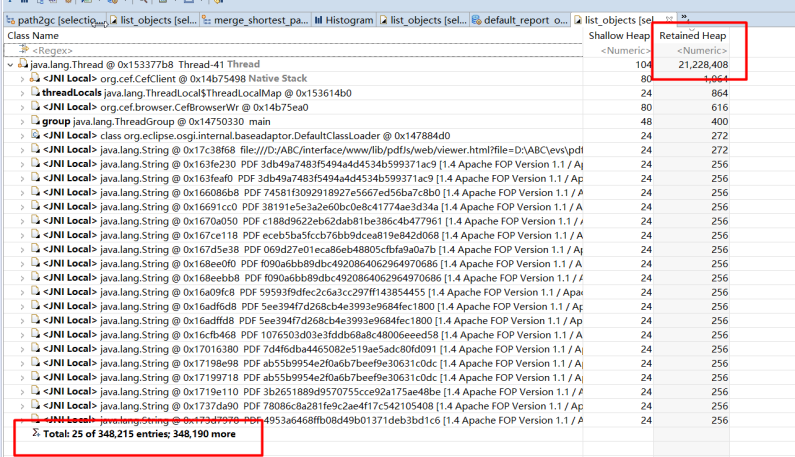 path2gc [selectio... list_objects [sel... merge_shortest_pa... Histogram list_objects [sel... default_report o... list_objects [sel...
Class Name Shallow Heap Retained Heap
<Regex> <Numeric> <Numeric>
java.lang.Thread @ 0x153377b8 Thread-41 Thread 104 21,228,408
<JNI Local> org.cef.CefClient @ 0x14b75498 Native Stack 80 1,064
threadLocals java.lang.ThreadLocal$ThreadLocalMap @ 0x153614b0 24 864
<JNI Local> org.cef.browser.CefBrowserWr @ 0x14b75ea0 80 616
group java.lang.ThreadGroup @ 0x14750330 main 48 400
<JNI Local> class org.eclipse.osgi.internal.baseadaptor.DefaultClassLoader @ 0x147884d0 24 272
<JNI Local> java.lang.String @ 0x17c38f68 file:///D:/ABC/interface/www/lib/pdfJs/web/viewer.html?file=D:\ABC\evs\pdf 24 272
<JNI Local> java.lang.String @ 0x163fe230 PDF 3db49a7483f5494a4d4534b599371ac9 [1.4 Apache FOP Version 1.1 / Ap 24 256
<JNI Local> java.lang.String @ 0x163feaf0 PDF 3db49a7483f5494a4d4534b599371ac9 [1.4 Apache FOP Version 1.1 / Ap 24 256
<JNI Local> java.lang.String @ 0x166086b8 PDF 74581f3092918927e5667ed56ba7c8b0 [1.4 Apache FOP Version 1.1 / A 24 256
<JNI Local> java.lang.String @ 0x16691cc0 PDF 38191e5e3a2e60bc0e8c41774ae3d34a [1.4 Apache FOP Version 1.1 / A 24 256
<JNI Local> java.lang.String @ 0x1670a050 PDF c188d9622eb62dab81be386c4b477961 [1.4 Apache FOP Version 1.1 / A 24 256
<JNI Local> java.lang.String @ 0x167ce118 PDF eceb5ba5fccb76bb9dcea819e842d068 [1.4 Apache FOP Version 1.1 / A 24 256
<JNI Local> java.lang.String @ 0x167d5e38 PDF 069d27e01eca86eb48805cfbfa9a0a7b [1.4 Apache FOP Version 1.1 / Ap 24 256
<JNI Local> java.lang.String @ 0x168ee0f0 PDF f090a6bb89dbc4920864062964970686 [1.4 Apache FOP Version 1.1 / A 24 256
<JNI Local> java.lang.String @ 0x168eebb8 PDF f090a6bb89dbc4920864062964970686 [1.4 Apache FOP Version 1.1 / A 24 256
<JNI Local> java.lang.String @ 0x16a09fc8 PDF 59593f9dfec2c6a3cc297ff143854455 [1.4 Apache FOP Version 1.1 / Apa 24 256
<JNI Local> java.lang.String @ 0x16adf6d8 PDF 5ee394f7d268cb4e3993e9684fec1800 [1.4 Apache FOP Version 1.1 / A 24 256
<JNI Local> java.lang.String @ 0x16adffd8 PDF 5ee394f7d268cb4e3993e9684fec1800 [1.4 Apache FOP Version 1.1 / A 24 256
<JNI Local> java.lang.String @ 0x16cfb468 PDF 1076503d03e3fddb68a8c48006eeed58 [1.4 Apache FOP Version 1.1 / A 24 256
<JNI Local> java.lang.String @ 0x17016380 PDF 7d4f6dba4465082e519ae5adc80fd091 [1.4 Apache FOP Version 1.1 / A 24 256
<JNI Local> java.lang.String @ 0x17198e98 PDF ab55b9954e2f0a6b7beef9e30631c0dc [1.4 Apache FOP Version 1.1 / A 24 256
<JNI Local> java.lang.String @ 0x17199718 PDF ab55b9954e2f0a6b7beef9e30631c0dc [1.4 Apache FOP Version 1.1 / A 24 256
<JNI Local> java.lang.String @ 0x1719e110 PDF 3b2651889d9570755cce92a175ae48be [1.4 Apache FOP Version 1.1 / A 24 256
<JNI Local> java.lang.String @ 0x1737da90 PDF 78086c8a281fe9c2ae4f17c542105408 [1.4 Apache FOP Version 1.1 / A 24 256
<JNI Local> java.lang.String @ 0x173d7970 PDF 4953a6468ffb08d49b01371deb3bd1c6 [1.4 Apache FOP Version 1.1 / A 24 256
Total: 25 of 348,215 entries; 348,190 more